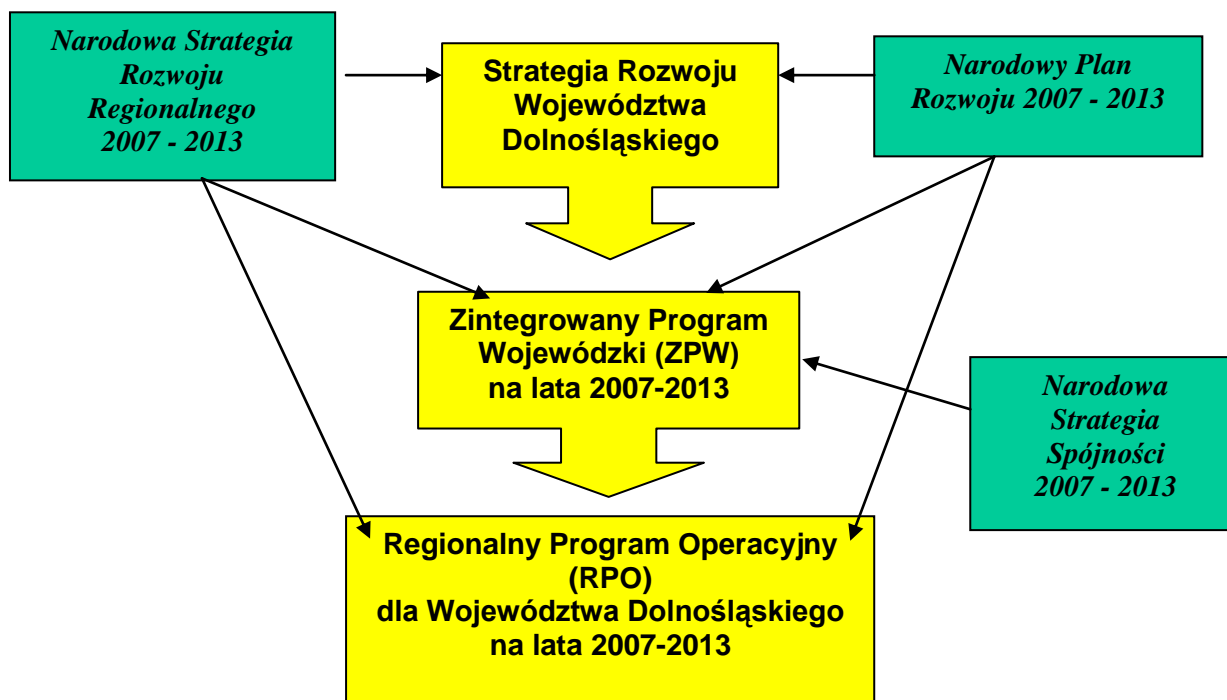 Narodowa Strategia
Rozwoju
Regionalnego
2007 - 2013
Strategia Rozwoju
Województwa
Dolnośląskiego
Narodowy Plan
Rozwoju 2007 - 2013
Zintegrowany Program
Wojewódzki (ZPW)
na lata 2007-2013
Narodowa
Strategia
Spójności
2007 - 2013
Regionalny Program Operacyjny
(RPO)
dla Województwa Dolnośląskiego
na lata 2007-2013